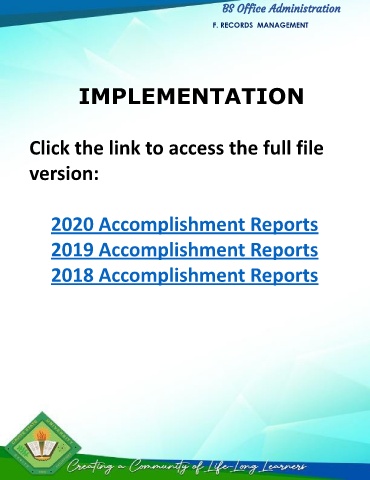 BS Office Administration
F. RECORDS MANAGEMENT
IMPLEMENTATION
Click the link to access the full file
version:
2020 Accomplishment Reports
2019 Accomplishment Reports
2018 Accomplishment Reports
Creating a Community of Life-Long Learners